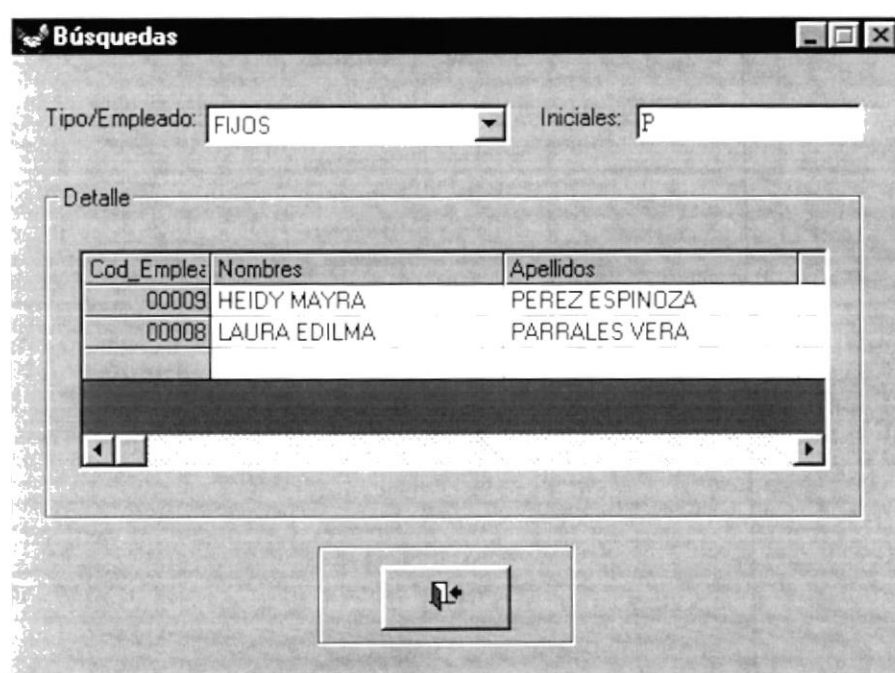 Búsquedas
Tipo/Empleado: FIJOS Iniciales: P
Detalle
Cod_Emplea Nombres Apellidos
00009 HEIDY MAYRA PEREZ ESPINOZA
00008 LAURA EDILMA PARRALES VERA